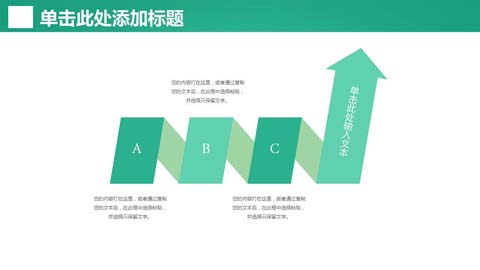 单击此处添加标题
您的内容打在这里，或者通过复制
您的文本后，在此框中选择粘贴，
并选择只保留文字。
A
B
C
单击此处输入文本
您的内容打在这里，或者通过复制
您的文本后，在此框中选择粘贴，
并选择只保留文字。
您的内容打在这里，或者通过复制
您的文本后，在此框中选择粘贴，
并选择只保留文字。